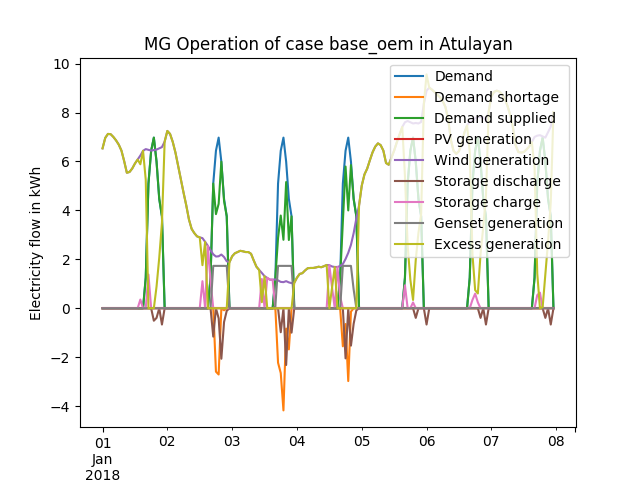 MG Operation of case base_oem in Atulayan
Electricity flow in kWh
10
8
6
4
2
0
−2
−4
Demand
Demand shortage
Demand supplied
PV generation
Wind generation
Storage discharge
Storage charge
Genset generation
Excess generation
01 02 03 04 05 06 07 08
Jan
2018